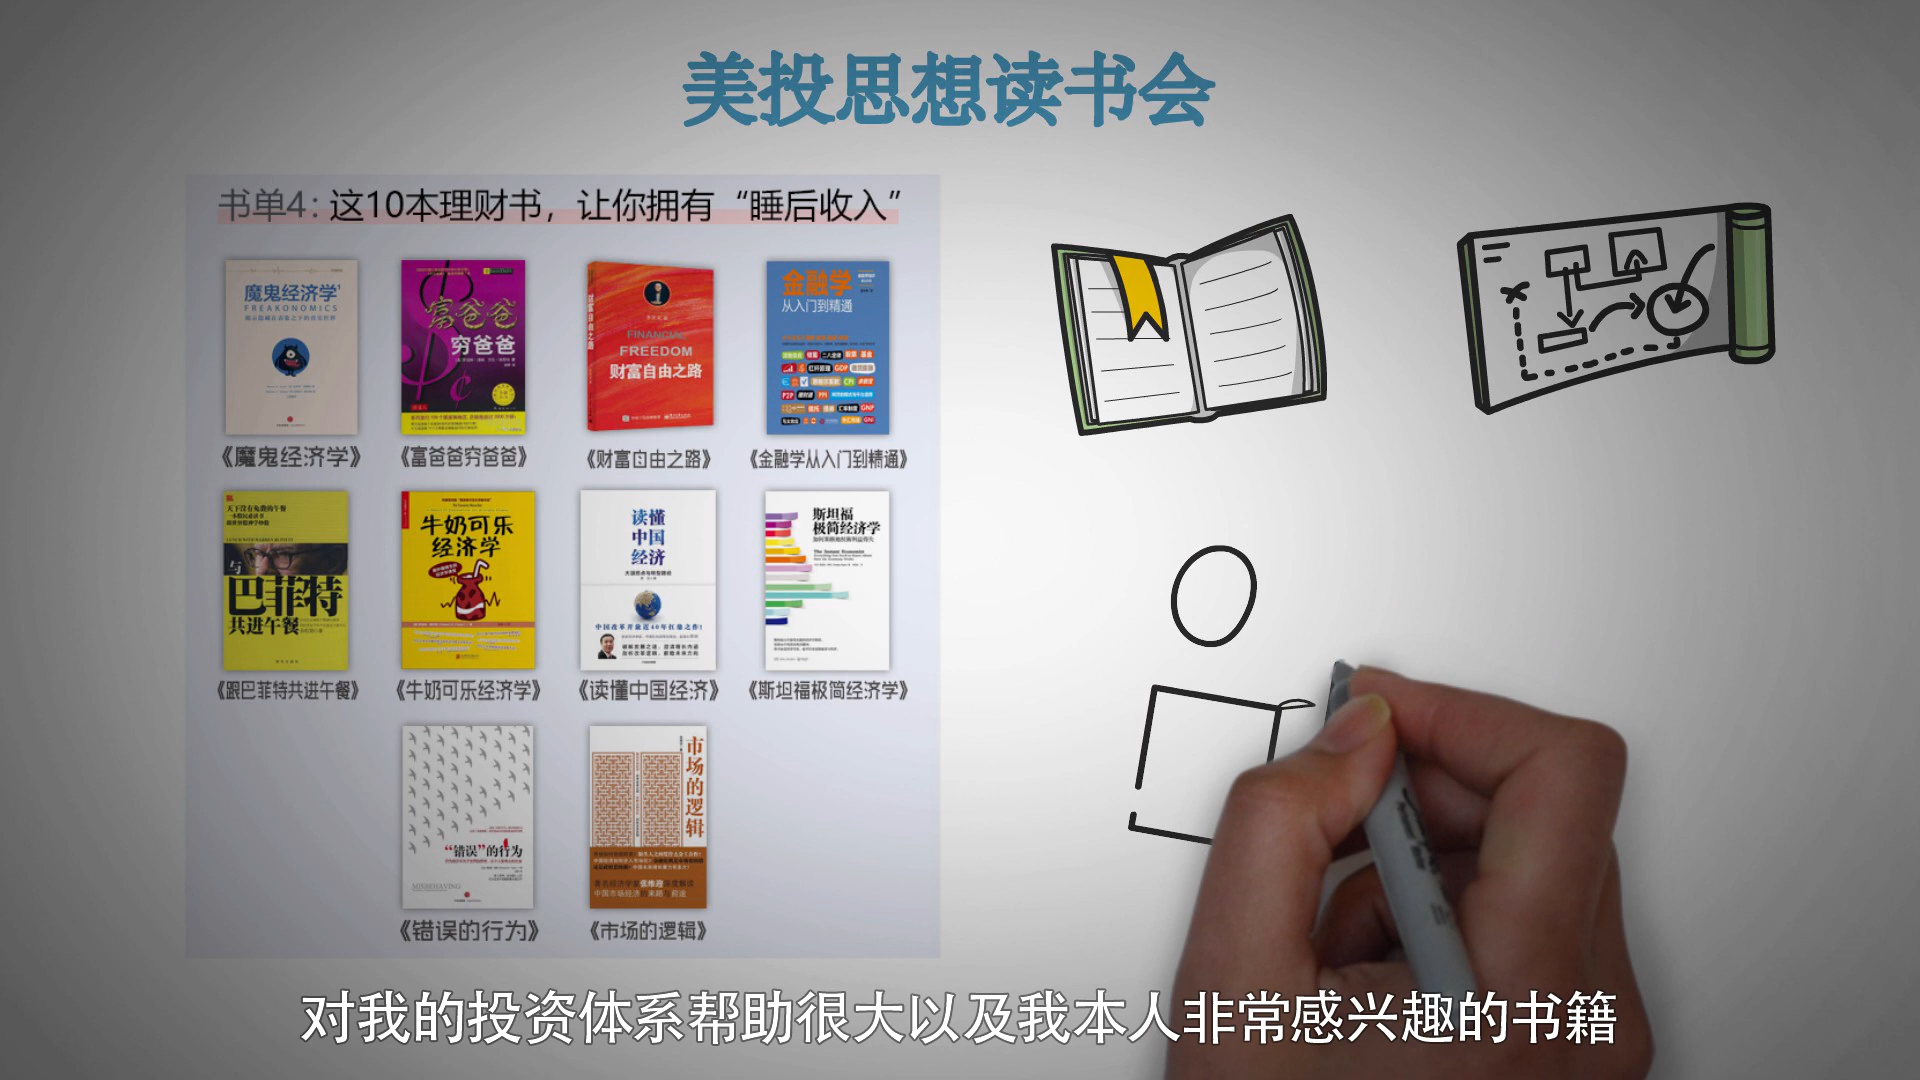 美投思想读书会
书单4：这10本理财书，让你拥有“睡后收入”
魔鬼经济学
FREAKONOMICS
富爸爸
穷爸爸
FINANCIAL
FREEDOM
财富自由之路
金融学
从入门到精通
《魔鬼经济学》
《富爸爸穷爸爸》
《财富自由之路》
《金融学从入门到精通》
与
巴菲特
共进午餐
牛奶可乐
经济学
读懂
中国
经济
斯坦福
极简经济学
The Instant Economist
《跟巴菲特共进午餐》
《牛奶可乐经济学》
《读懂中国经济》
《斯坦福极简经济学》
“错误”的行为
MISBEHAVING
市场的逻辑
《错误的行为》
《市场的逻辑》
对我的投资体系帮助很大以及我本人非常感兴趣的书籍